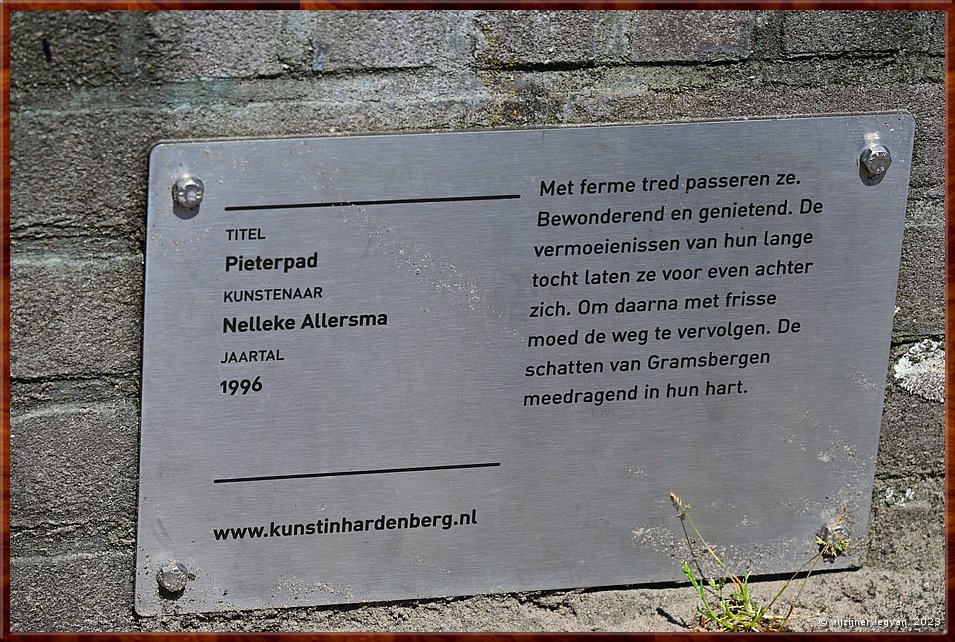 TITEL
Pieterpad
KUNSTENAAR
Nelleke Allersma
JAARTAL
1996
www.kunstinhardenberg.nl
Met ferme tred passeren ze.
Bewonderend en genietend. De
vermoeienissen van hun lange
tocht laten ze voor even achter
zich. Om daarna met frisse
moed de weg te vervolgen. De
schatten van Gramsbergen
meedragend in hun hart.
2023